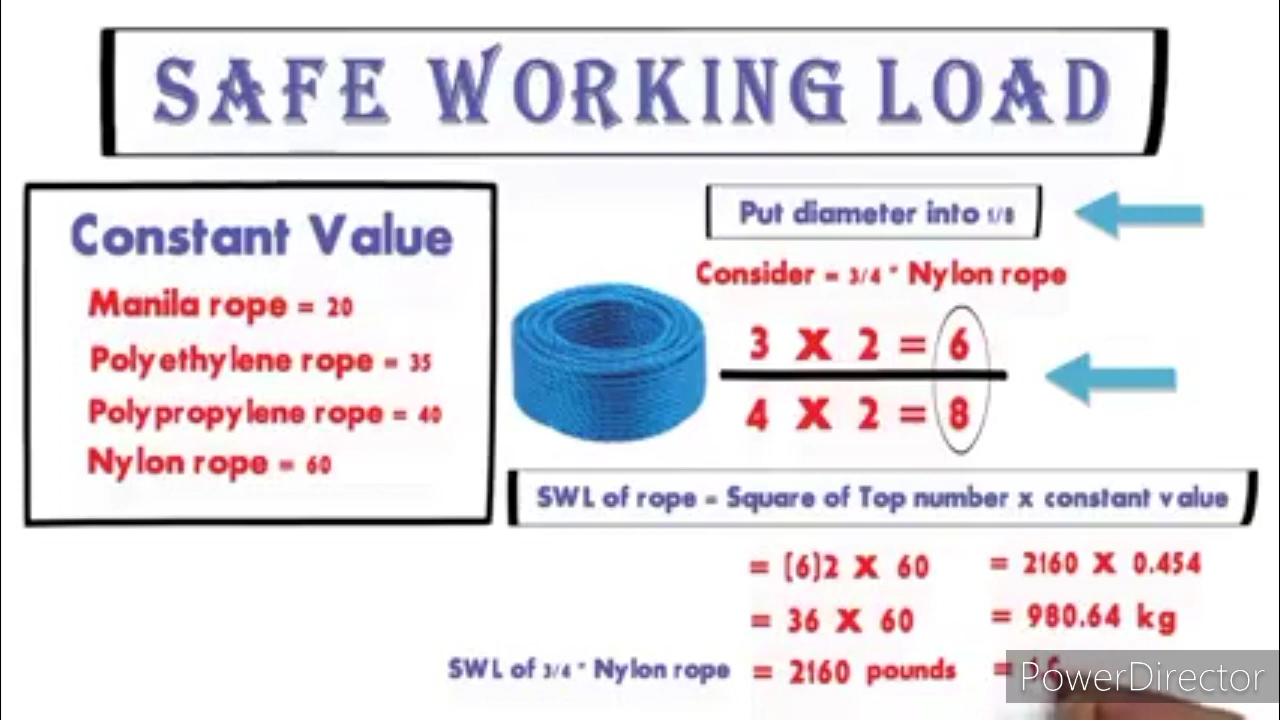 SAFE WORKING LOAD
Constant Value
Manila rope = 20
Polyethylene rope = 35
Polypropylene rope = 40
Nylon rope = 60
Put diameter into 1/8
Consider = 3/4 " Nylon rope
3 X 2 = 6
4 X 2 = 8
SWL of rope = Square of Top number x constant value
= (6)2 X 60
= 36 X 60
SWL of 3/4 " Nylon rope = 2160 pounds
= 2160 X 0.454
= 980.64 kg
=
PowerDirector